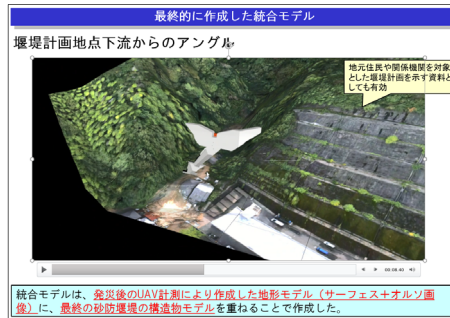 最終的に作成した統合モデル
堰堤計画地点下流からのアングル
地元住民や関係機関を対象
とした堰堤計画を示す資料と
しても有効
00:08.40
統合モデルは、発災後のUAV計測により作成した地形モデル（サーフェス＋オルソ画
像）に、最終の砂防堰堤の構造物モデルを重ねることで作成した。